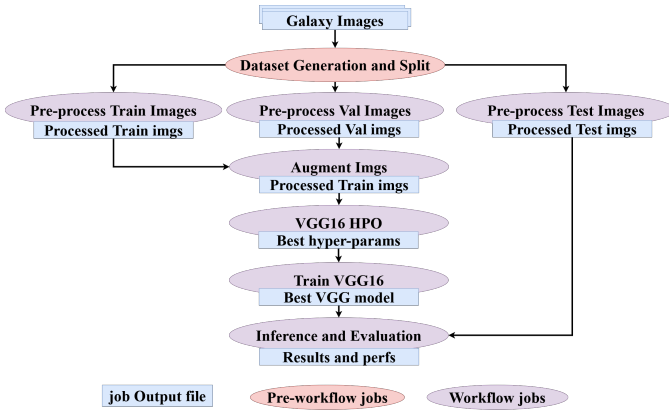 Galaxy Images
Dataset Generation and Split
Pre-process Train Images
Processed Train imgs
Pre-process Val Images
Processed Val imgs
Pre-process Test Images
Processed Test imgs
Augment Imgs
Processed Train imgs
VGG16 HPO
Best hyper-params
Train VGG16
Best VGG model
Inference and Evaluation
Results and perfs
job Output file
Pre-workflow jobs
Workflow jobs